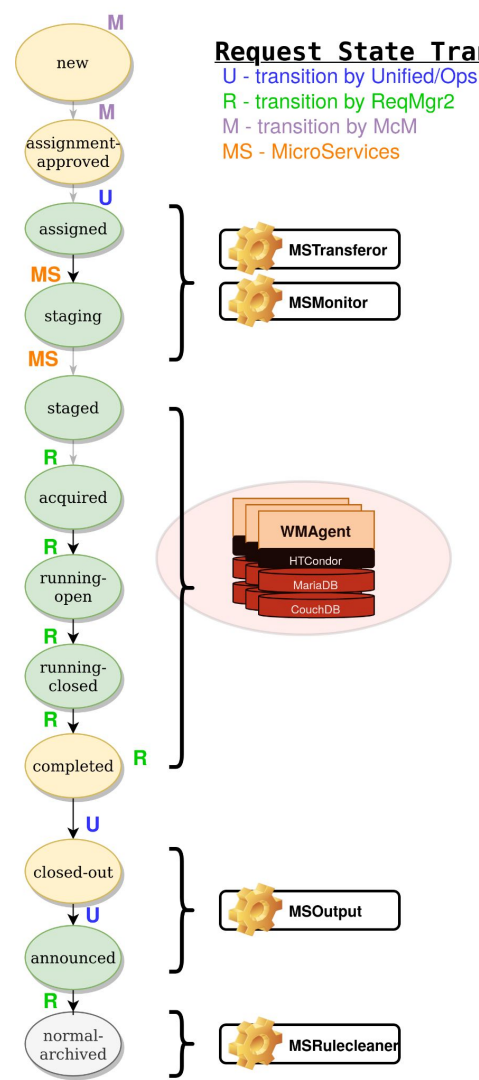 M
new
Request State Tra
U - transition by Unified/Ops
R - transition by ReqMgr2
M - transition by McM
MS - MicroServices
M
assignment-
approved
U
assigned
MSTransferor
MS
staging
MSMonitor
MS
staged
R
acquired
R
running-
open
WMAgent
HTCondor
MariaDB
CouchDB
R
running-
closed
R
completed
R
U
closed-out
MSOutput
U
announced
R
normal-
archived
MSRulecleaner